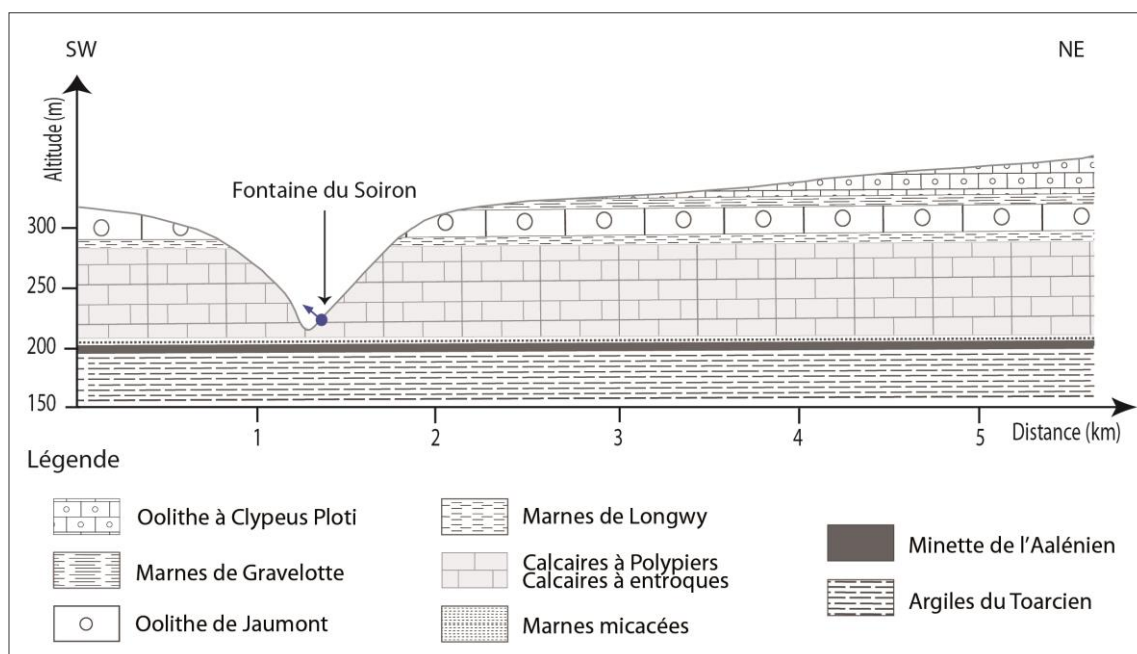 SW
NE
Altitude (m)
Fontaine du Soiron
300
250
200
150
1
2
3
4
5
Distance (km)
Légende
Oolithe à Clypeus Ploti
Marnes de Gravelotte
Oolithe de Jaumont
Marnes de Longwy
Calcaires à Polypiers
Calcaires à entroques
Marnes micacées
Minette de l'Aalénien
Argiles du Toarcien